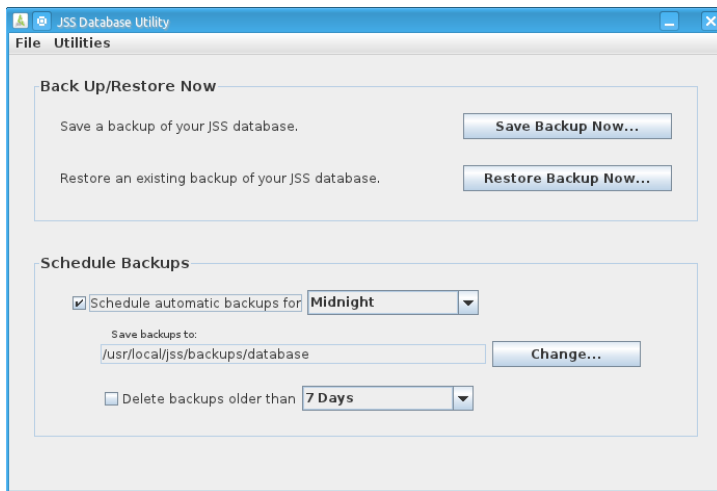 JSS Database Utility
File Utilities
Back Up/Restore Now
Save a backup of your JSS database.
Save Backup Now...
Restore an existing backup of your JSS database.
Restore Backup Now...
Schedule Backups
Schedule automatic backups for
Midnight
Save backups to:
/usr/local/jss/backups/database
Change...
Delete backups older than
7 Days